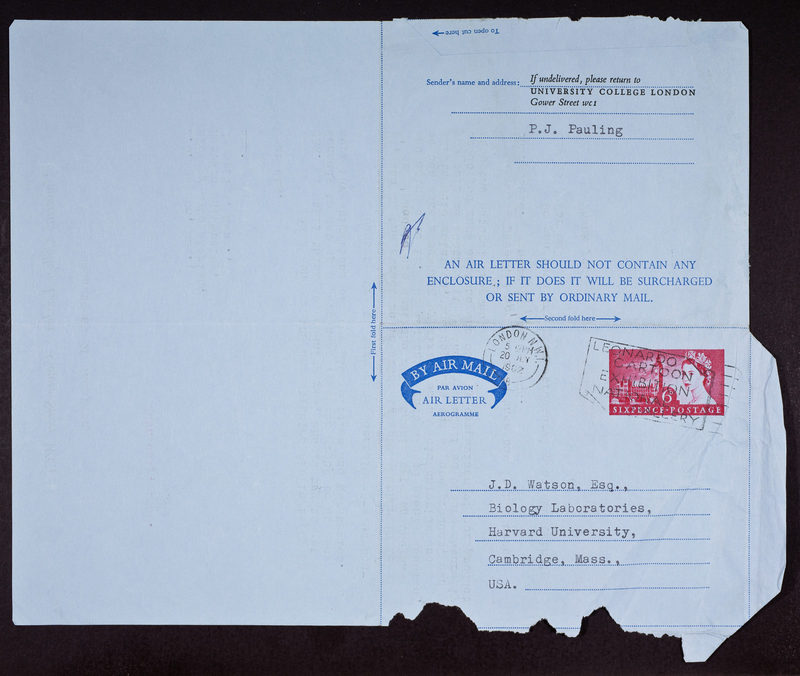 To open cut here
Sender's name and address:
If undelivered, please return to
UNIVERSITY COLLEGE LONDON
Gower Street wc1
P.J. Pauling
AN AIR LETTER SHOULD NOT CONTAIN ANY
ENCLOSURE ; IF IT DOES IT WILL BE SURCHARGED
OR SENT BY ORDINARY MAIL.
Second fold here
First fold here
LONDON
20
BY AIR MAIL
PAR AVION
AIR LETTER
AEROGRAMME
LEONARDO
CARTOON
EXHIBITION
6
SIXPENCE-POSTAGE
J.D. Watson, Esq.,
Biology Laboratories,
Harvard University,
Cambridge, Mass.,
USA.